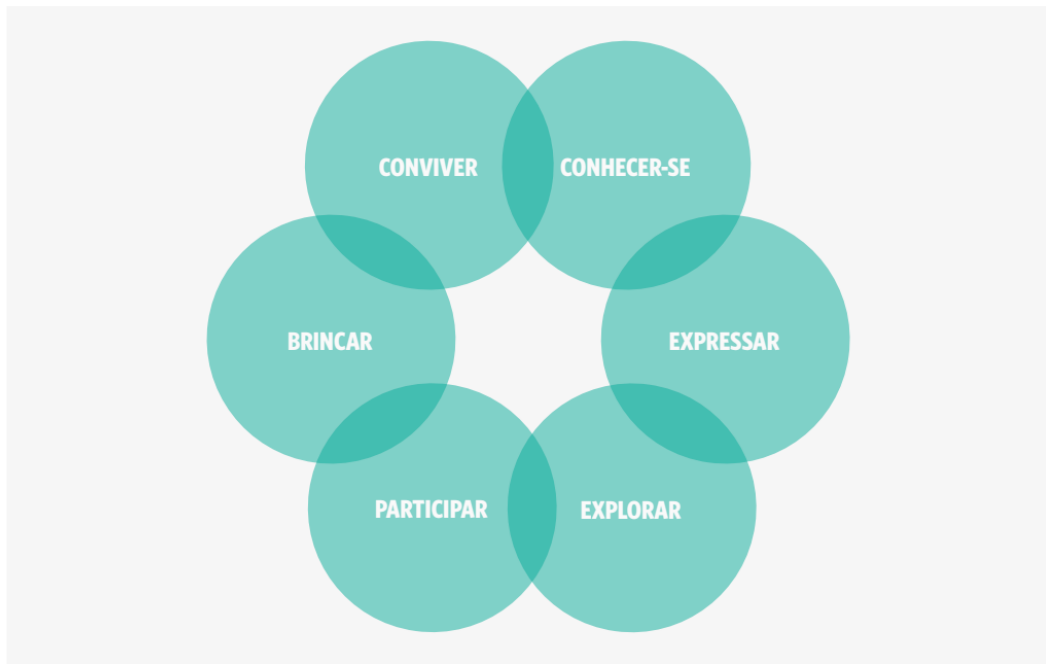 CONVIVER
CONHECER-SE
BRINCAR
EXPRESSAR
PARTICIPAR
EXPLORAR